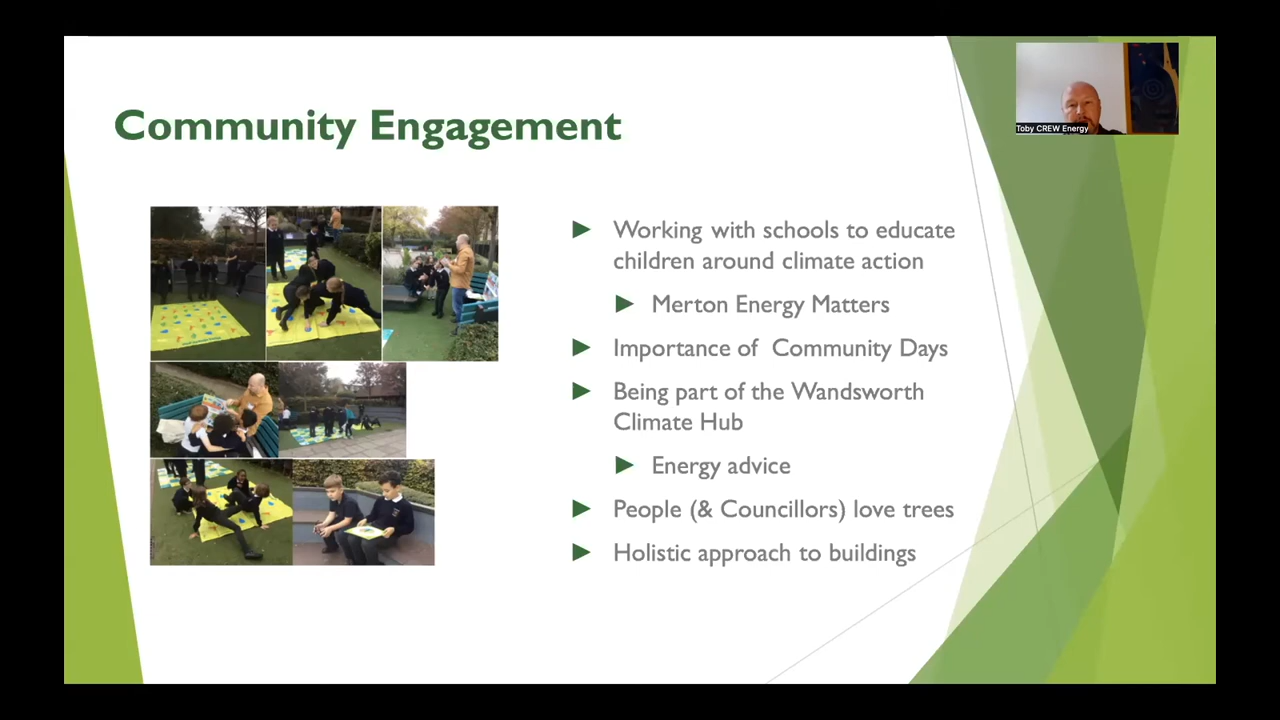 Community Engagement
Toby CREW Energy
Working with schools to educate
children around climate action
Merton Energy Matters
Importance of Community Days
Being part of the Wandsworth
Climate Hub
Energy advice
People (& Councillors) love trees
Holistic approach to buildings